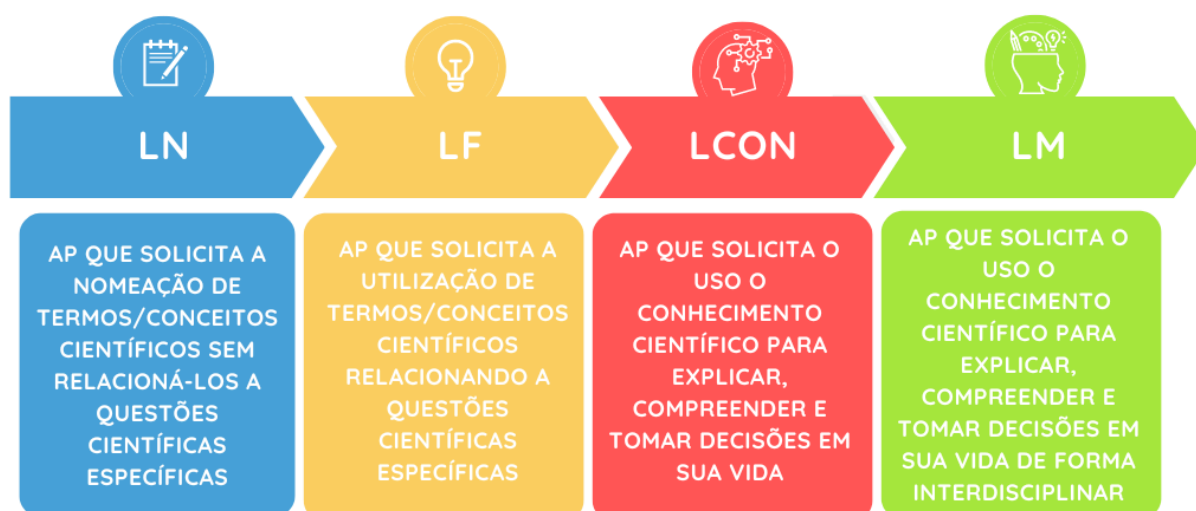 LN
LF
LCON
LM
AP QUE SOLICITA A
NOMEAÇÃO DE
TERMOS/CONCEITOS
CIENTÍFICOS SEM
RELACIONÁ-LOS A
QUESTÕES
CIENTÍFICAS
ESPECÍFICAS
AP QUE SOLICITA A
UTILIZAÇÃO DE
TERMOS/CONCEITOS
CIENTÍFICOS
RELACIONANDO A
QUESTÕES
CIENTÍFICAS
ESPECÍFICAS
AP QUE SOLICITA O
USO O
CONHECIMENTO
CIENTÍFICO PARA
EXPLICAR,
COMPREENDER E
TOMAR DECISÕES EM
SUA VIDA
AP QUE SOLICITA O
USO O
CONHECIMENTO
CIENTÍFICO PARA
EXPLICAR,
COMPREENDER E
TOMAR DECISÕES EM
SUA VIDA DE FORMA
INTERDISCIPLINAR